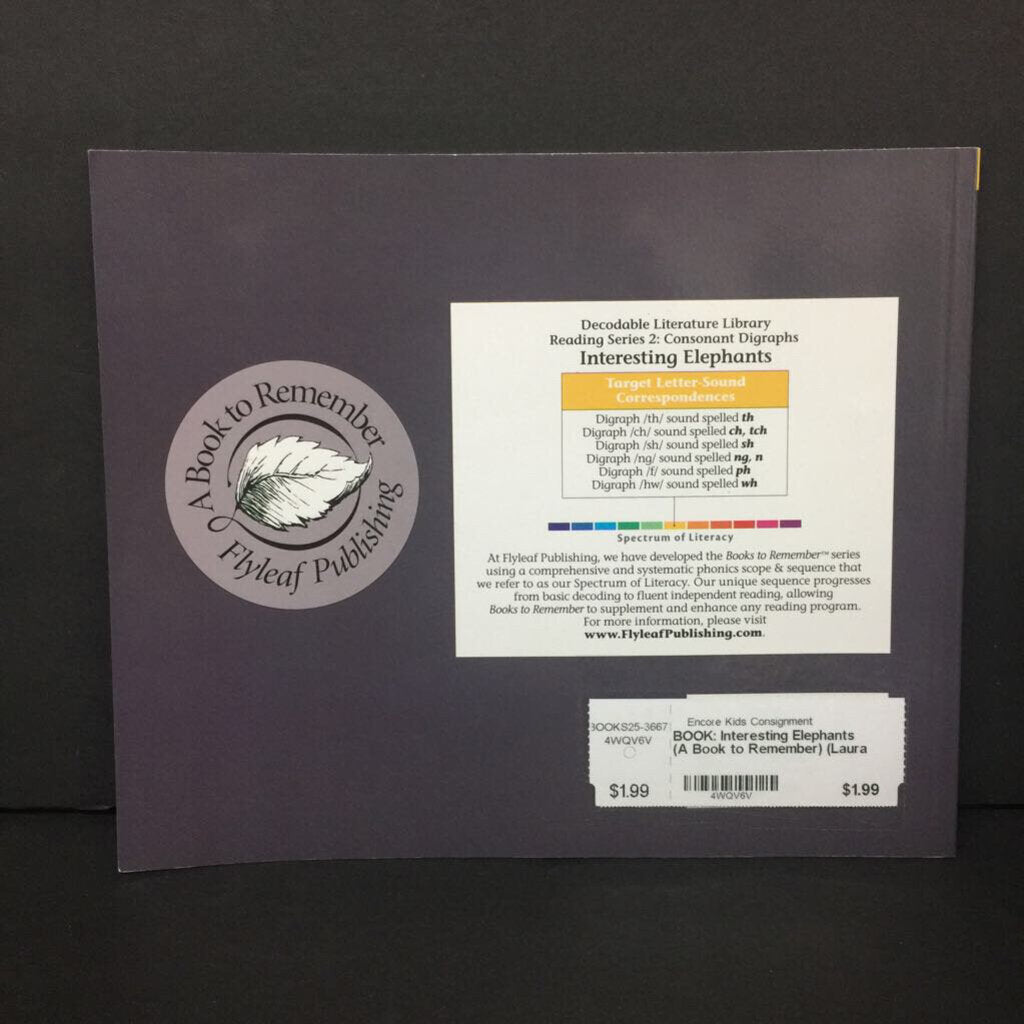 A Book to Remember
Flyleaf Publishing
Decodable Literature Library
Reading Series 2: Consonant Digraphs
Interesting Elephants
Target Letter-Sound
Correspondences
Digraph /th/ sound spelled th
Digraph /ch/ sound spelled ch, tch
Digraph /sh/ sound spelled sh
Digraph /ng/ sound spelled ng, n
Digraph /f/ sound spelled ph
Digraph /hw/ sound spelled wh
Spectrum of Literacy
At Flyleaf Publishing, we have developed the Books to Remember™ series
using a comprehensive and systematic phonics scope & sequence that
we refer to as our Spectrum of Literacy. Our unique sequence progresses
from basic decoding to fluent independent reading, allowing
Books to Remember to supplement and enhance any reading program.
For more information, please visit
www.FlyleafPublishing.com.
BOOKS25-3667
4WQV6V
$1.99
Encore Kids Consignment
BOOK: Interesting Elephants
(A Book to Remember) (Laura
4WQV6V
$1.99